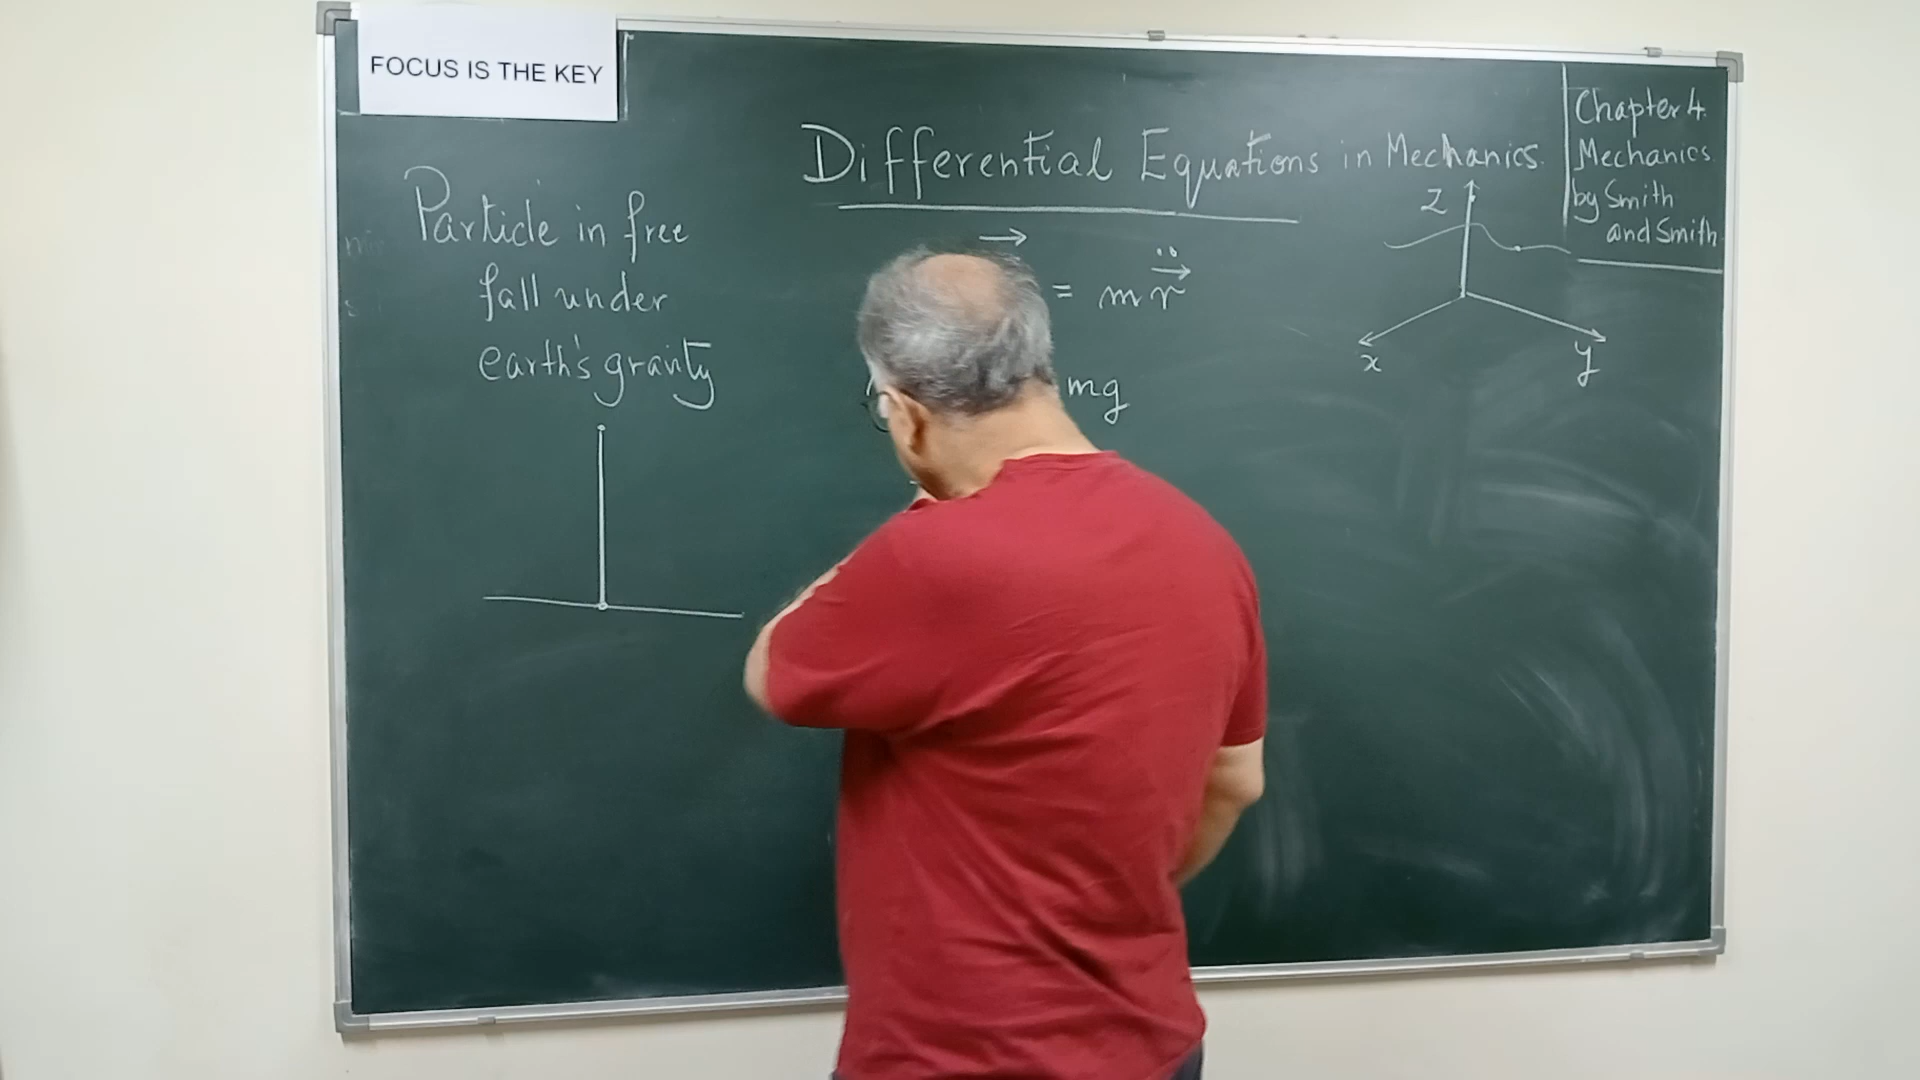 FOCUS IS THE KEY
Differential Equations in Mechanics.
Chapter 4.
Mechanics
by Smith
and Smith
Particle in free
fall under
earth's gravity
= m r̈⃗
mg
z
x
y